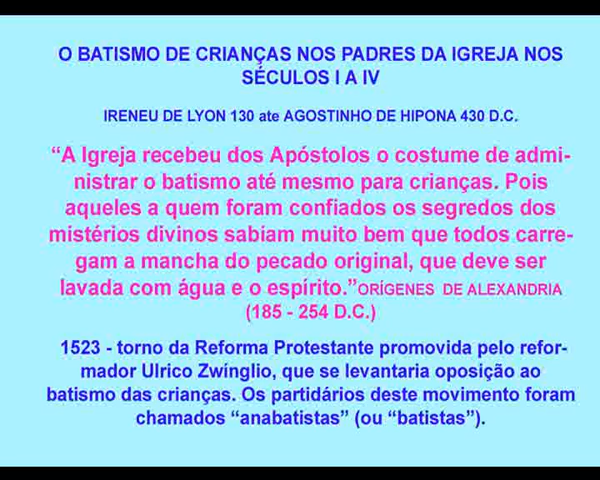 O BATISMO DE CRIANÇAS NOS PADRES DA IGREJA NOS
SÉCULOS I A IV
IRENEU DE LYON 130 ate AGOSTINHO DE HIPONA 430 D.C.
“A Igreja recebeu dos Apóstolos o costume de admi-
nistrar o batismo até mesmo para crianças. Pois
aqueles a quem foram confiados os segredos dos
mistérios divinos sabiam muito bem que todos carre-
gam a mancha do pecado original, que deve ser
lavada com água e o espírito.”ORÍGENES DE ALEXANDRIA
(185 - 254 D.C.)
1523 - torno da Reforma Protestante promovida pelo refor-
mador Ulrico Zwínglio, que se levantaria oposição ao
batismo das crianças. Os partidários deste movimento foram
chamados “anabatistas” (ou “batistas”).